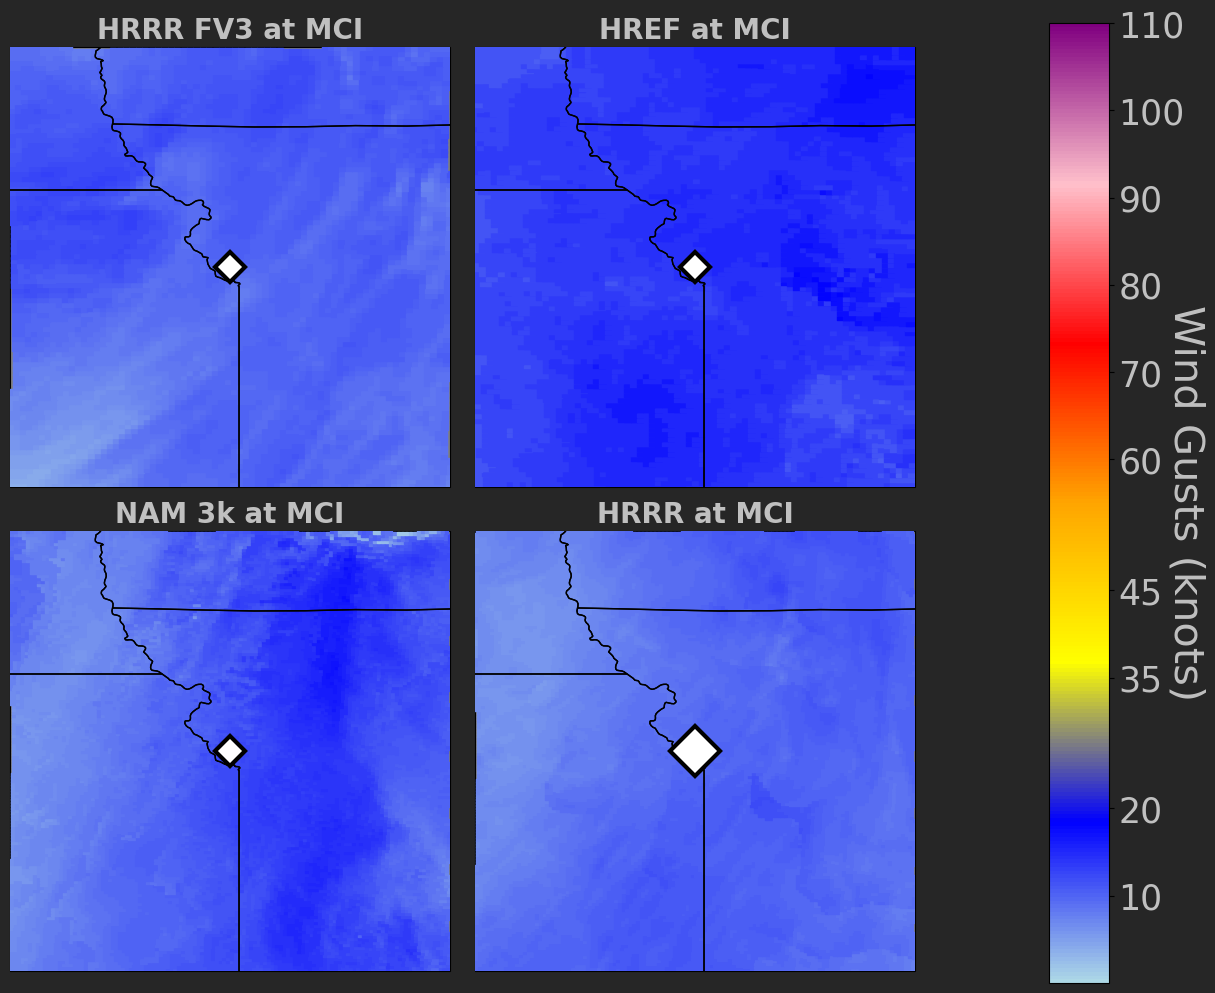 HRRR FV3 at MCI
HREF at MCI
NAM 3k at MCI
HRRR at MCI
110
100
90
80
70
60
45
35
20
10
Wind Gusts (knots)